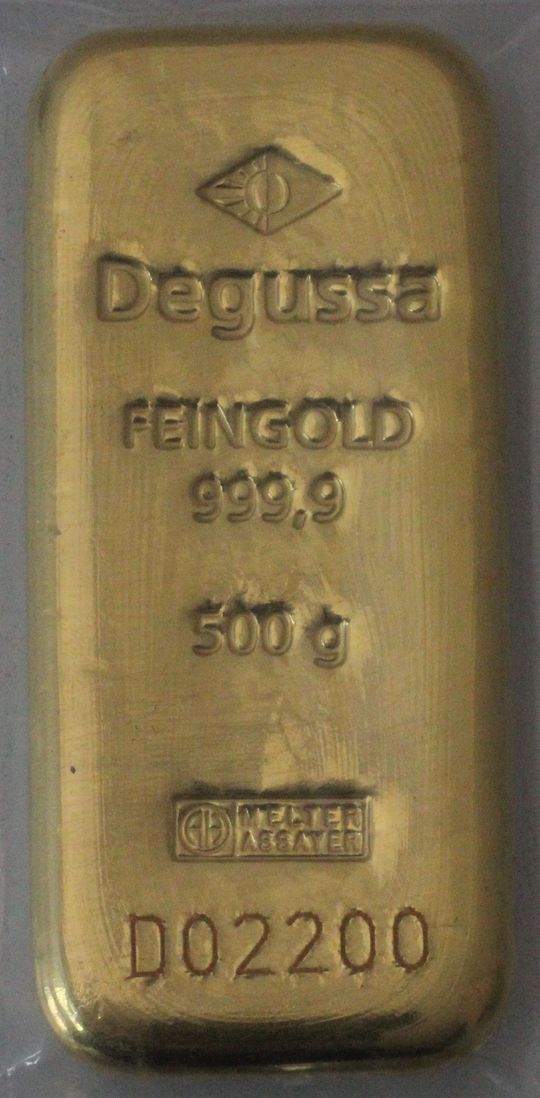 Degussa
FEINGOLD
999,9
500 g
MELTER
ASSAYER
D02200